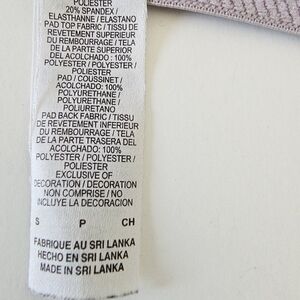 POLIESTER
20% SPANDEX /
ELASTHANNE / ELASTANO
PAD TOP FABRIC / TISSU DE
REVETEMENT SUPERIEUR
DU REMBOURRAGE / TELA
DE LA PARTE SUPERIOR
DEL ACOLCHADO: 100%
POLYESTER / POLYESTER /
POLIESTER
PAD / COUSSINET /
ACOLCHADO: 100%
POLYURETHANE /
POLYURETHANE /
POLIURETANO
PAD BACK FABRIC / TISSU
DE REVETEMENT INFERIEUR
DU REMBOURRAGE / TELA
DE LA PARTE TRASERA DEL
ACOLCHADO: 100%
POLYESTER / POLYESTER /
POLIESTER
EXCLUSIVE OF
DECORATION / DECORATION
NON COMPRISE / NO
INCLUYE LA DECORACION
S P CH
FABRIQUE AU SRI LANKA
HECHO EN SRI LANKA
MADE IN SRI LANKA